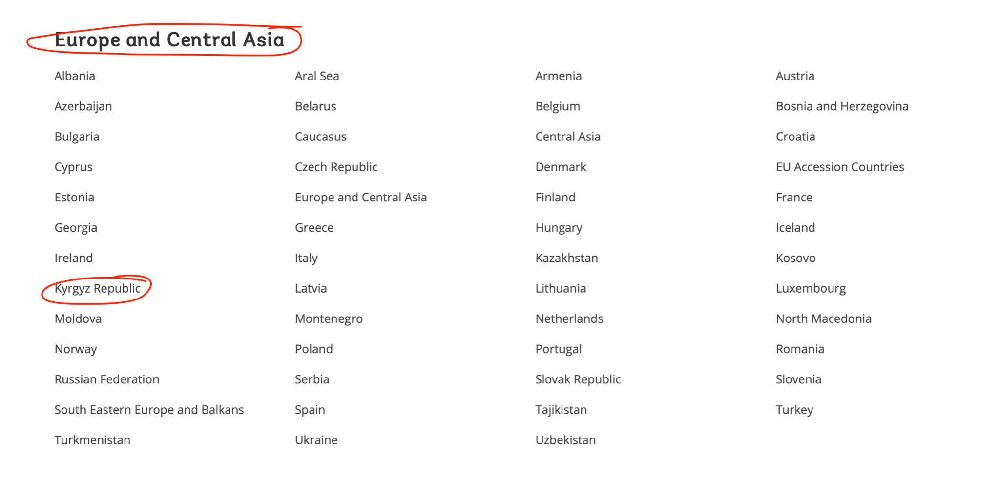 Europe and Central Asia
Albania Aral Sea Armenia Austria
Azerbaijan Belarus Belgium Bosnia and Herzegovina
Bulgaria Caucasus Central Asia Croatia
Cyprus Czech Republic Denmark EU Accession Countries
Estonia Europe and Central Asia Finland France
Georgia Greece Hungary Iceland
Ireland Italy Kazakhstan Kosovo
Kyrgyz Republic Latvia Lithuania Luxembourg
Moldova Montenegro Netherlands North Macedonia
Norway Poland Portugal Romania
Russian Federation Serbia Slovak Republic Slovenia
South Eastern Europe and Balkans Spain Tajikistan Turkey
Turkmenistan Ukraine Uzbekistan